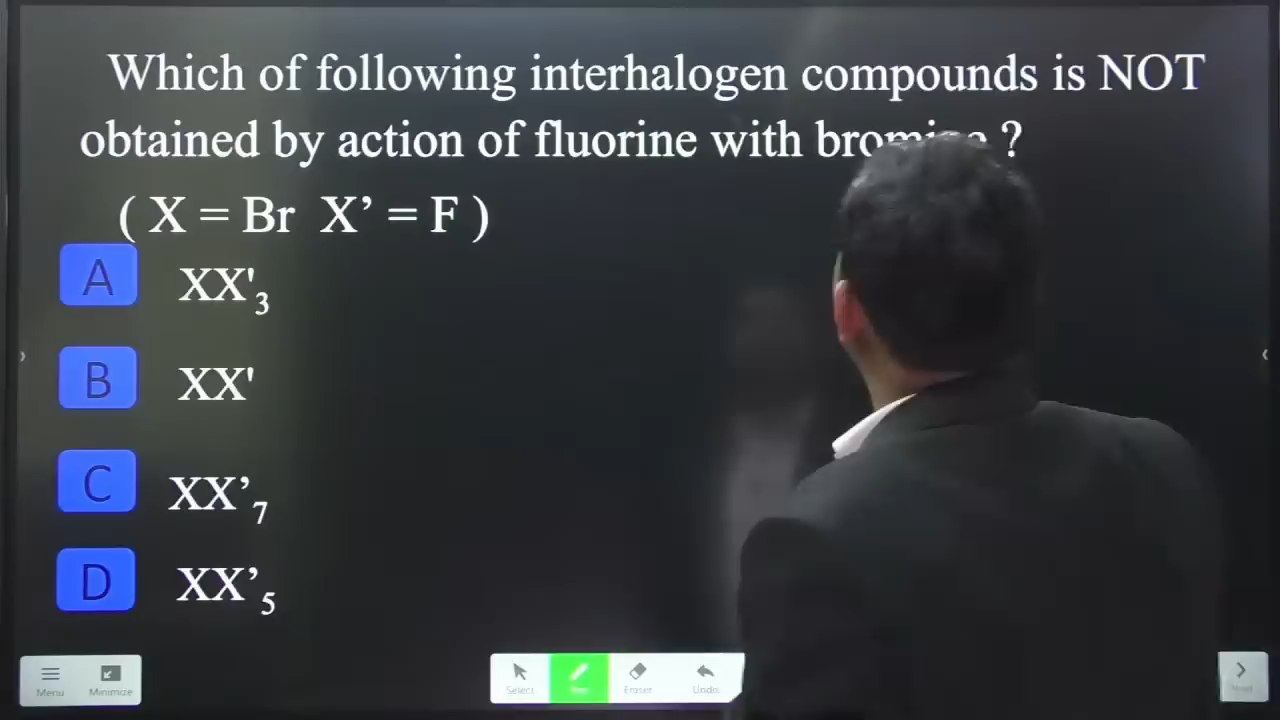 Which of following interhalogen compounds is NOT
obtained by action of fluorine with ?
( X = Br X’ = F )
A XX'3
B XX'
C XX’7
D XX’5
Menu Minimize Select Eraser Undo